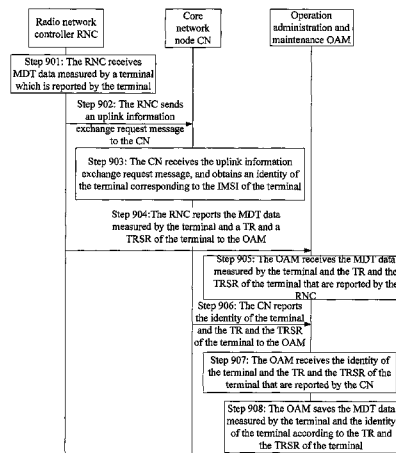 Radio network
controller RNC
Core
network
node CN
Operation
administration and
maintenance OAM
Step 901: The RNC receives
MDT data measured by a terminal
which is reported by the terminal
Step 902: The RNC sends
an uplink information
exchange request message
to the CN
Step 903: The CN receives the uplink information
exchange request message, and obtains an identity of
the terminal corresponding to the IMSI of the terminal
Step 904:The RNC reports the MDT data
measured by the terminal and a TR and a
TRSR of the terminal to the OAM
Step 905: The OAM receives the MDT data
measured by the terminal and the TR and the
TRSR of the terminal that are reported by the
RNC
Step 906: The CN reports
the identity of the terminal
and the TR and the TRSR
of the terminal to the OAM
Step 907: The OAM receives the identity of
the terminal and the TR and the TRSR of the
terminal that are reported by the CN
Step 908: The OAM saves the MDT data
measured by the terminal and the identity
of the terminal according to the TR and
the TRSR of the terminal